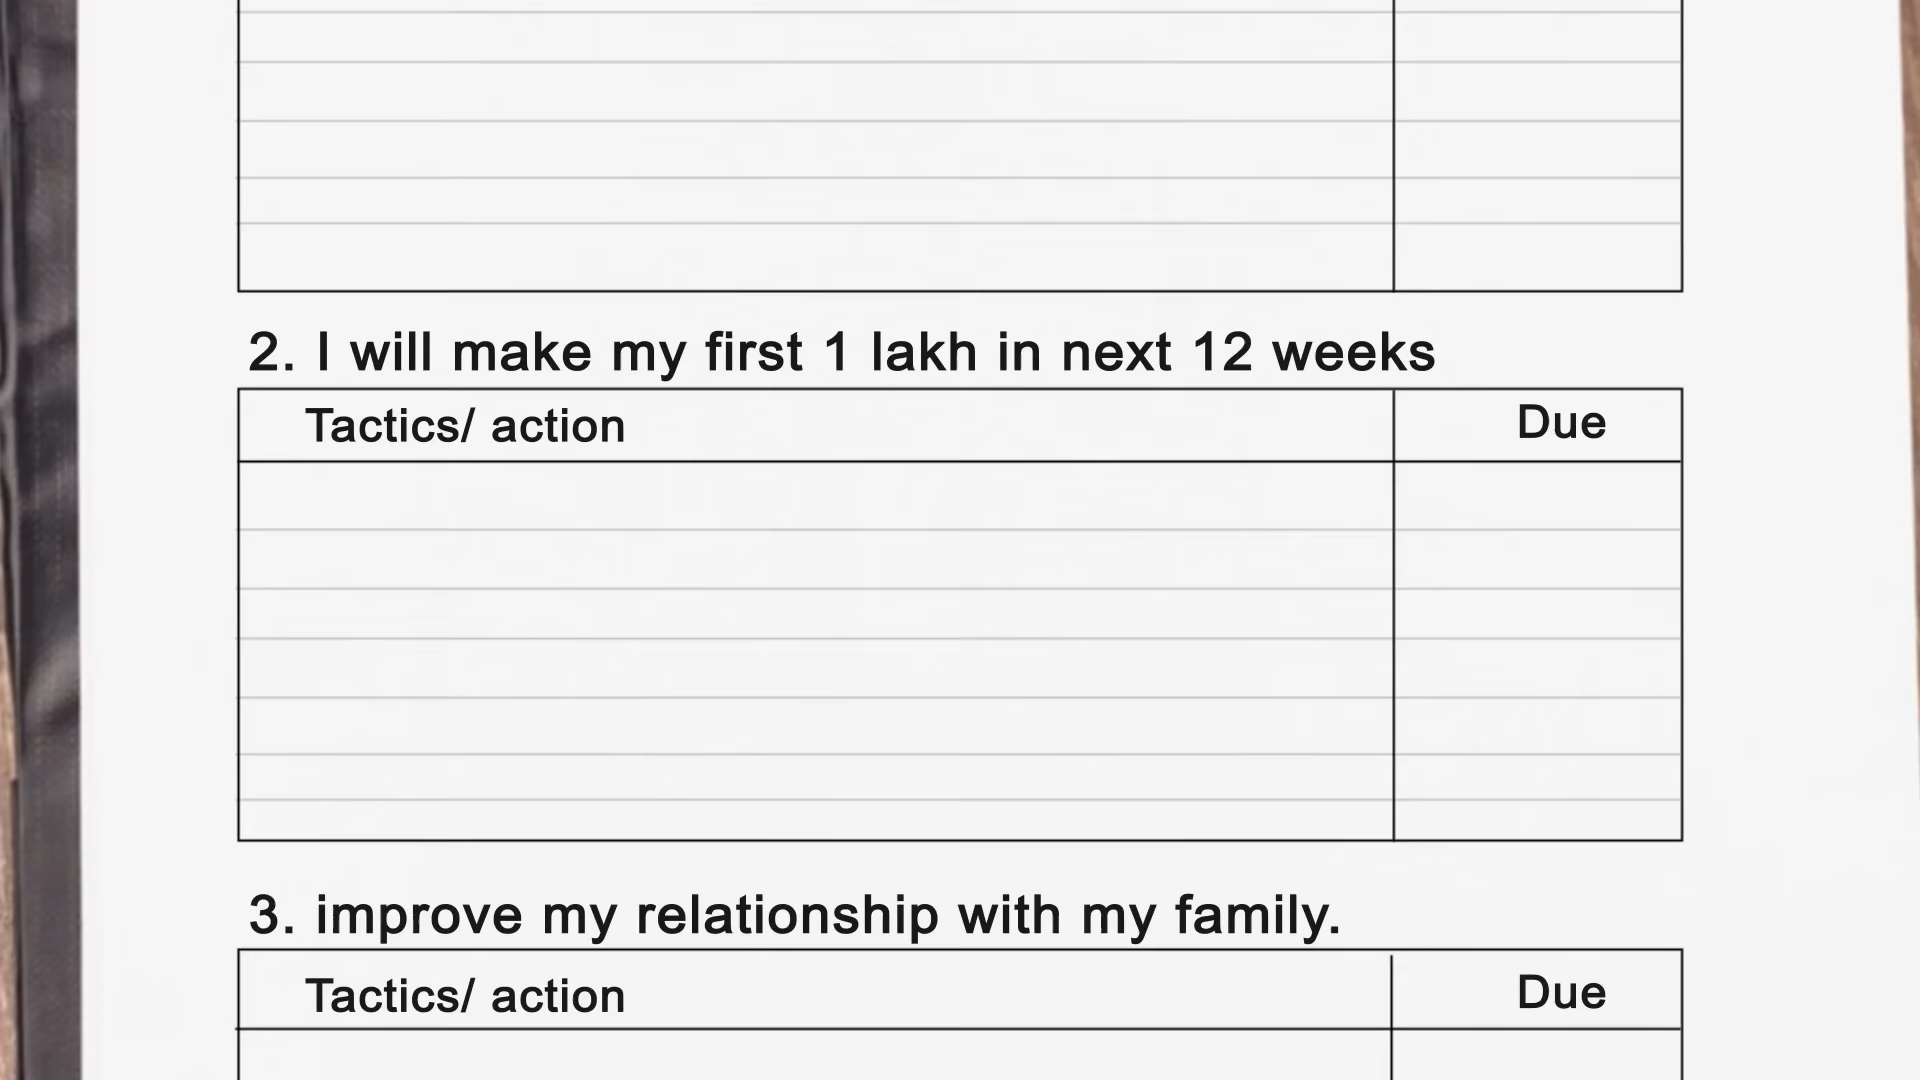 2. I will make my first 1 lakh in next 12 weeks
Tactics/ action Due
3. improve my relationship with my family.
Tactics/ action Due